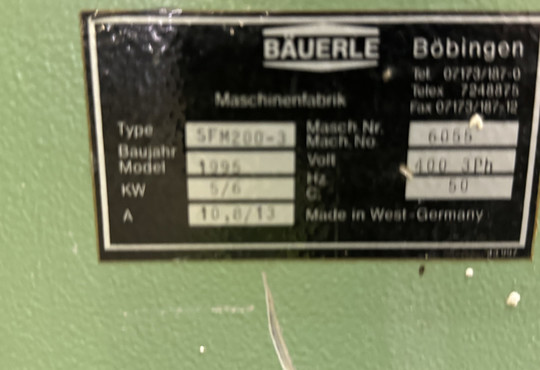 BÄUERLE
Böbingen
Tel. 07173/187-0
Telex 7248875
Fax 07173/187-12
Maschinenfabrik
Type SFM200-3
Masch.Nr.
Mach. No 6055
Baujahr
Model 1995
Volt 400 3Ph
KW 5/6
Hz
C. 50
A 10,8/13
Made in West-Germany